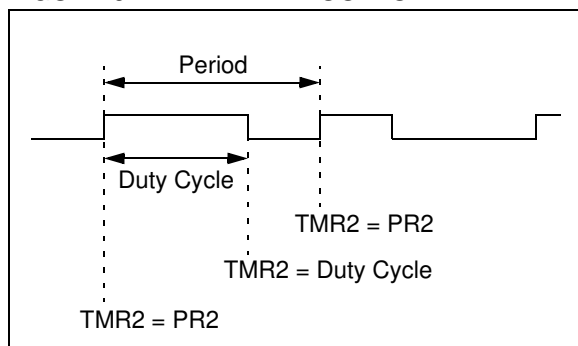 Period
Duty Cycle
TMR2 = PR2
TMR2 = Duty Cycle
TMR2 = PR2